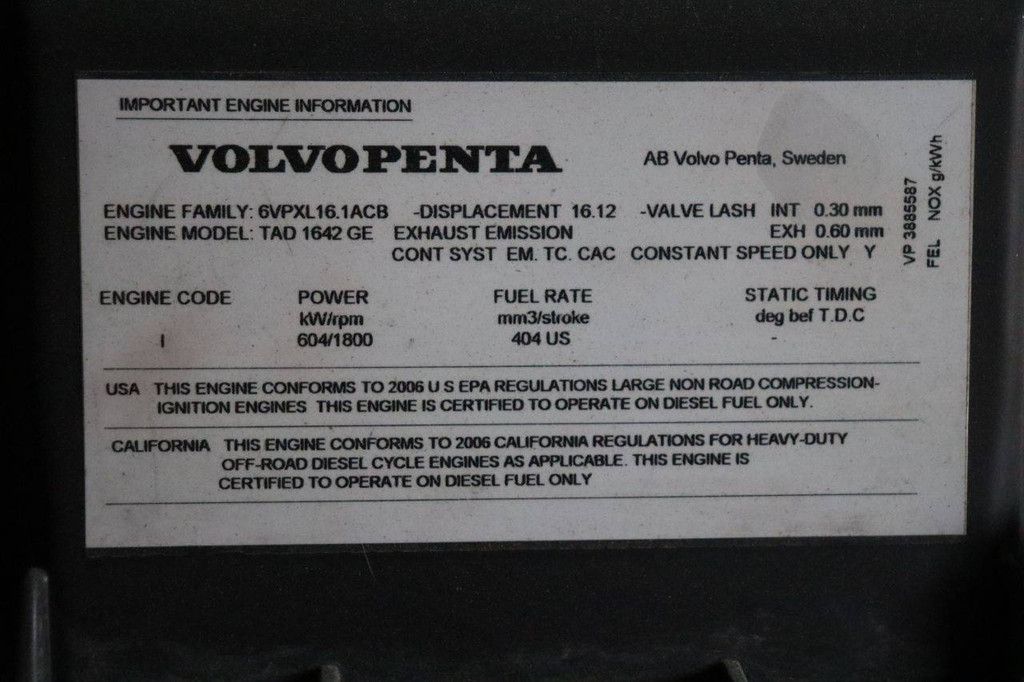 IMPORTANT ENGINE INFORMATION
VOLVO PENTA AB Volvo Penta, Sweden
ENGINE FAMILY: 6VPXL16.1ACB -DISPLACEMENT 16.12 -VALVE LASH INT 0.30 mm
ENGINE MODEL: TAD 1642 GE EXHAUST EMISSION EXH 0.60 mm
CONT SYST EM. TC. CAC CONSTANT SPEED ONLY Y
VP 3885587
FEL NOX g/kWh
ENGINE CODE POWER FUEL RATE STATIC TIMING
kW/rpm mm3/stroke deg bef T.D.C
I 604/1800 404 US -
USA THIS ENGINE CONFORMS TO 2006 U S EPA REGULATIONS LARGE NON ROAD COMPRESSION-
IGNITION ENGINES THIS ENGINE IS CERTIFIED TO OPERATE ON DIESEL FUEL ONLY.
CALIFORNIA THIS ENGINE CONFORMS TO 2006 CALIFORNIA REGULATIONS FOR HEAVY-DUTY
OFF-ROAD DIESEL CYCLE ENGINES AS APPLICABLE. THIS ENGINE IS
CERTIFIED TO OPERATE ON DIESEL FUEL ONLY